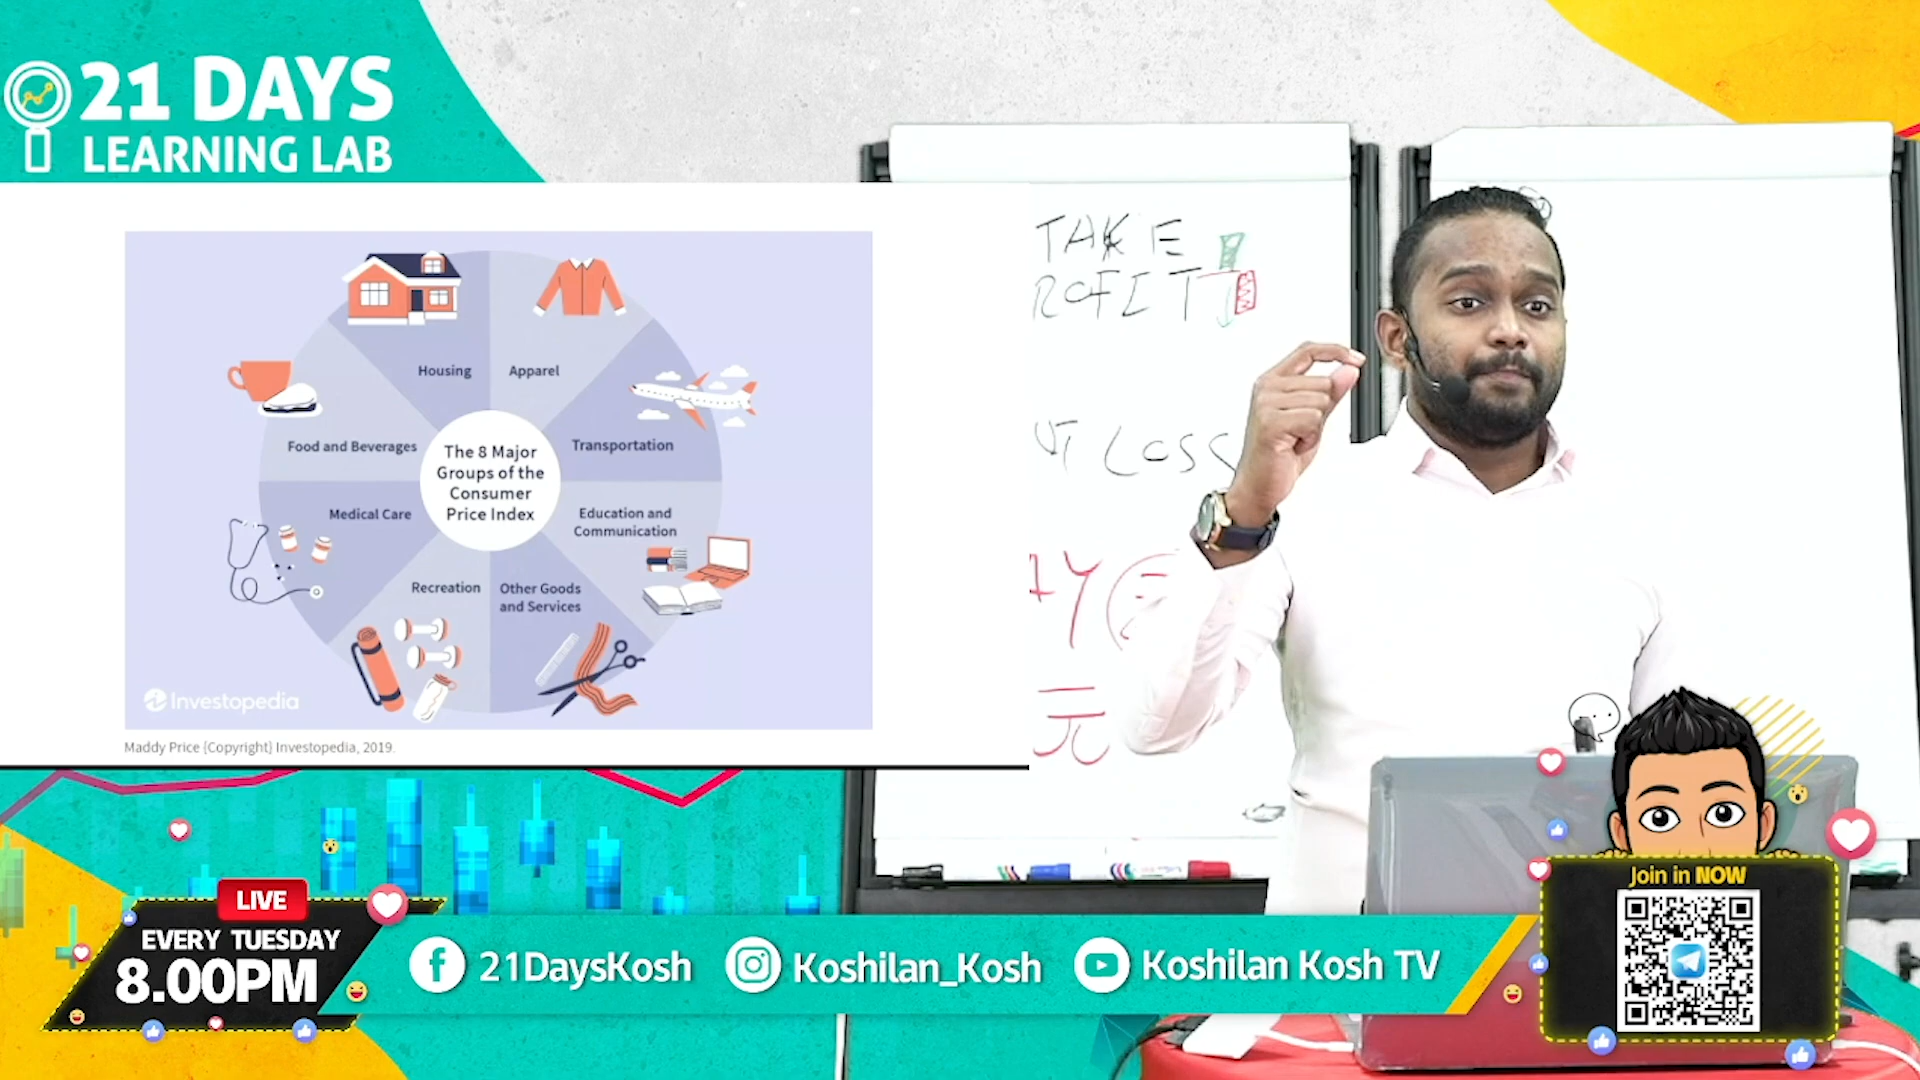 21 DAYS
LEARNING LAB
Housing
Apparel
Food and Beverages
Transportation
The 8 Major
Groups of the
Consumer
Price Index
Medical Care
Education and
Communication
Recreation
Other Goods
and Services
Investopedia
Maddy Price {Copyright} Investopedia, 2019.
TAKE
ROFIT
UT LOSS
LIVE
EVERY TUESDAY
8.00PM
21DaysKosh
Koshilan_Kosh
Koshilan Kosh TV
Join in NOW